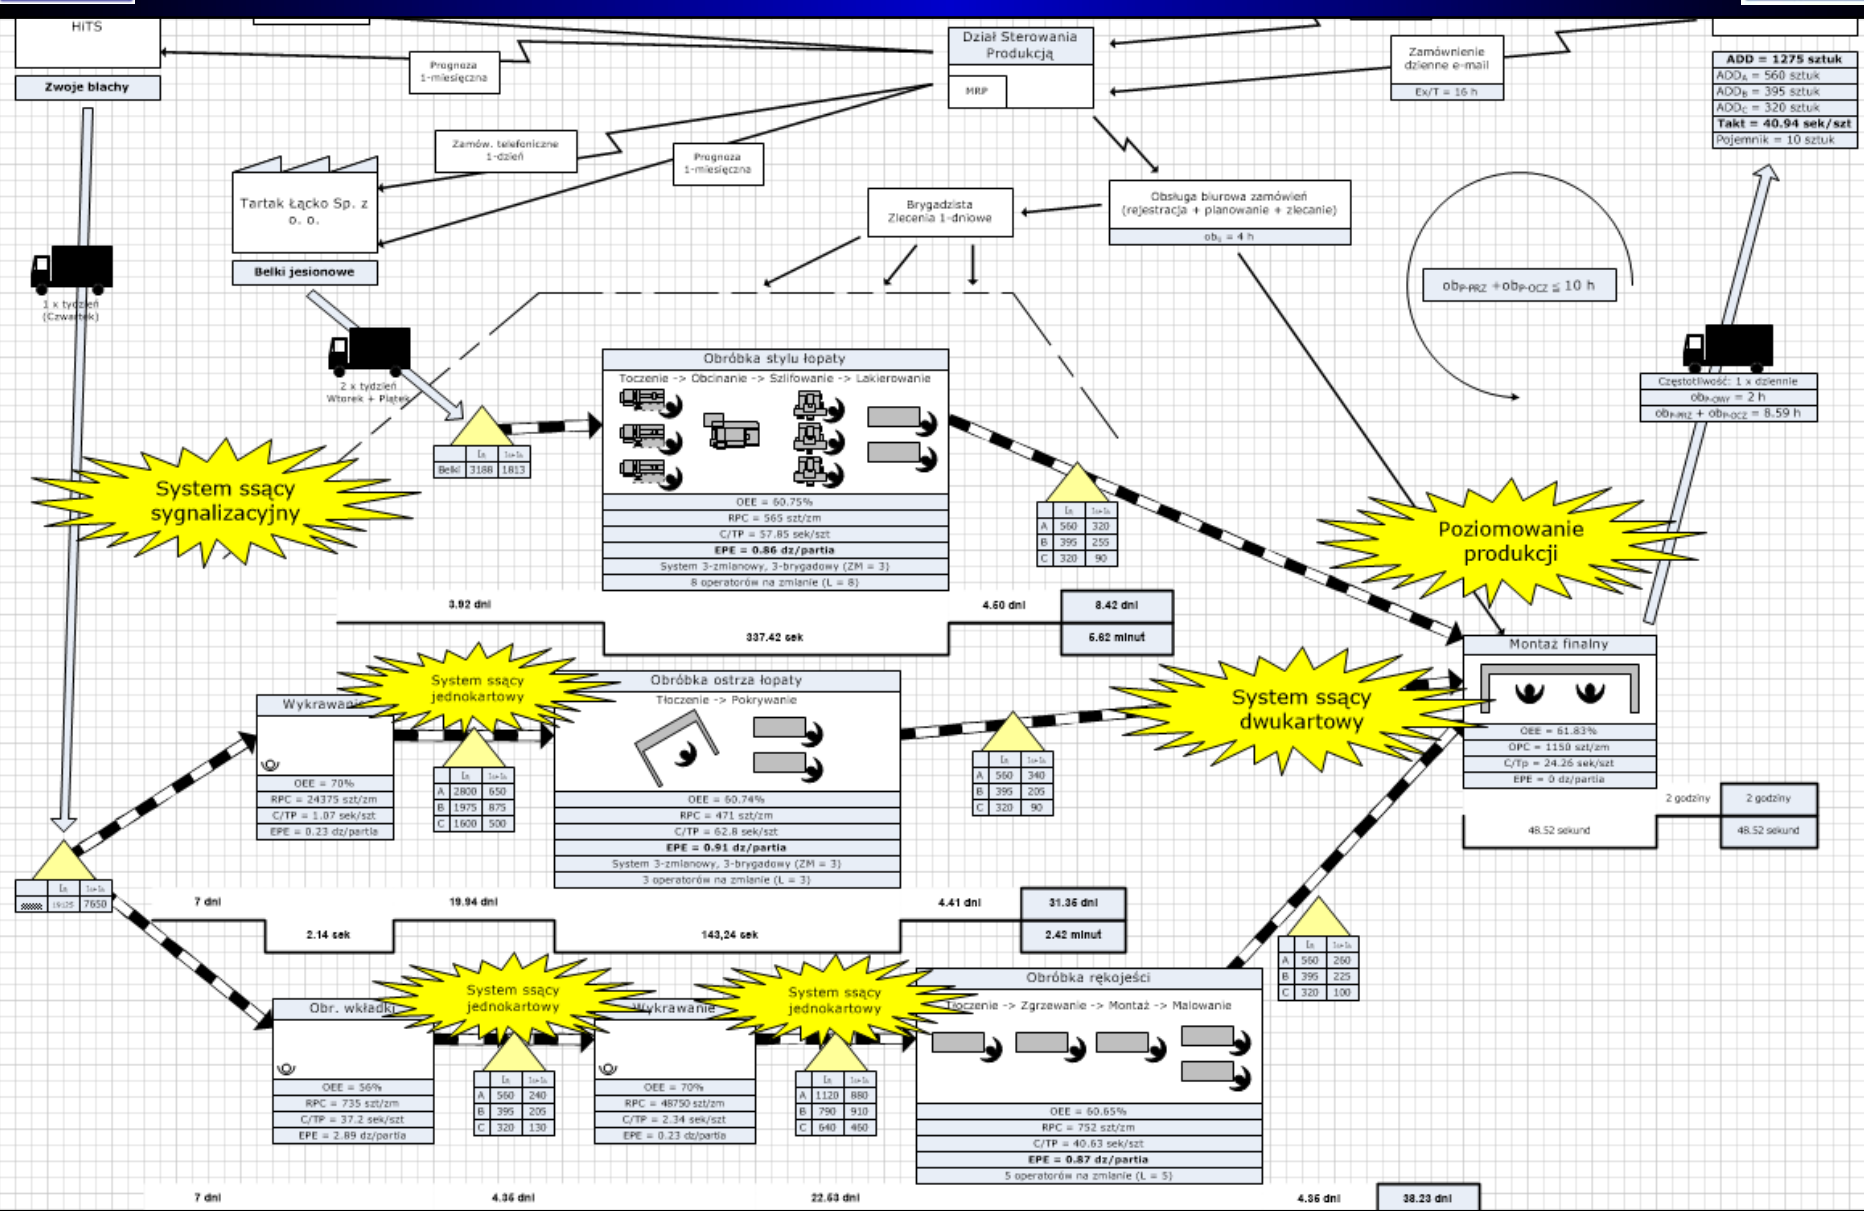 HiTS
Zwoje blachy
Prognoza
1-miesięczna
Dział Sterowania
Produkcją
MRP
Zamównienie
dzienne e-mail
Ex/T = 16 h
ADD = 1275 sztuk
ADDA = 560 sztuk
ADDB = 395 sztuk
ADDC = 320 sztuk
Takt = 40.94 sek/szt
Pojemnik = 10 sztuk
Zamów. telefoniczne
1-dzień
Prognoza
1-miesięczna
Tartak Łącko Sp. z
o. o.
Belki jesionowe
Brygadzista
Zlecenia 1-dniowe
Obsługa biurowa zamówień
(rejestracja + planowanie + zlecanie)
= 4 h
obP-PRZ +obP-OCZ ≦ 10 h
1 x tydzień
(Czwartek)
2 x tydzień
Wtorek + Piątek
Częstotliwość: 1 x dziennie
obP-OWY = 2 h
obP-PRZ + obP-OCZ = 8.59 h
Obróbka stylu łopaty
Toczenie -> Obcinanie -> Szlifowanie -> Lakierowanie
OEE = 60.75%
RPC = 565 szt/zm
C/TP = 57.85 sek/szt
EPE = 0.86 dz/partia
System 3-zmianowy, 3-brygadowy (ZM = 3)
8 operatorów na zmianie (L = 8)
Belki 3188 1813
System ssący
sygnalizacyjny
A 560 320
B 395 255
C 320 90
Poziomowanie
produkcji
3.92 dni
4.50 dni
8.42 dni
337.42 sek
5.62 minut
Wykrawanie
OEE = 70%
RPC = 24375 szt/zm
C/TP = 1.07 sek/szt
EPE = 0.23 dz/partia
System ssący
jednokartowy
A 2800 650
B 1975 875
C 1600 500
Obróbka ostrza łopaty
Tłoczenie -> Pokrywanie
OEE = 60.74%
RPC = 471 szt/zm
C/TP = 62.8 sek/szt
EPE = 0.91 dz/partia
System 3-zmianowy, 3-brygadowy (ZM = 3)
3 operatorów na zmianie (L = 3)
A 560 340
B 395 205
C 320 90
System ssący
dwukartowy
Montaż finalny
OEE = 61.83%
OPC = 1150 szt/zm
C/Tp = 24.26 sek/szt
EPE = 0 dz/partia
2 godziny
2 godziny
48.52 sekund
48.52 sekund
19125 7650
7 dni
19.94 dni
4.41 dni
31.35 dni
2.14 sek
143,24 sek
2.42 minut
Obr. wkładki
OEE = 56%
RPC = 735 szt/zm
C/TP = 37.2 sek/szt
EPE = 2.89 dz/partia
System ssący
jednokartowy
A 560 240
B 395 205
C 320 130
Wykrawanie
OEE = 70%
RPC = 48750 szt/zm
C/TP = 2.34 sek/szt
EPE = 0.23 dz/partia
System ssący
jednokartowy
A 1120 880
B 790 910
C 640 460
Obróbka rękojeści
Tłoczenie -> Zgrzewanie -> Montaż -> Malowanie
OEE = 60.65%
RPC = 752 szt/zm
C/TP = 40.63 sek/szt
EPE = 0.87 dz/partia
5 operatorów na zmianie (L = 5)
A 560 260
B 395 225
C 320 100
7 dni
4.36 dni
22.53 dni
4.35 dni
38.23 dni